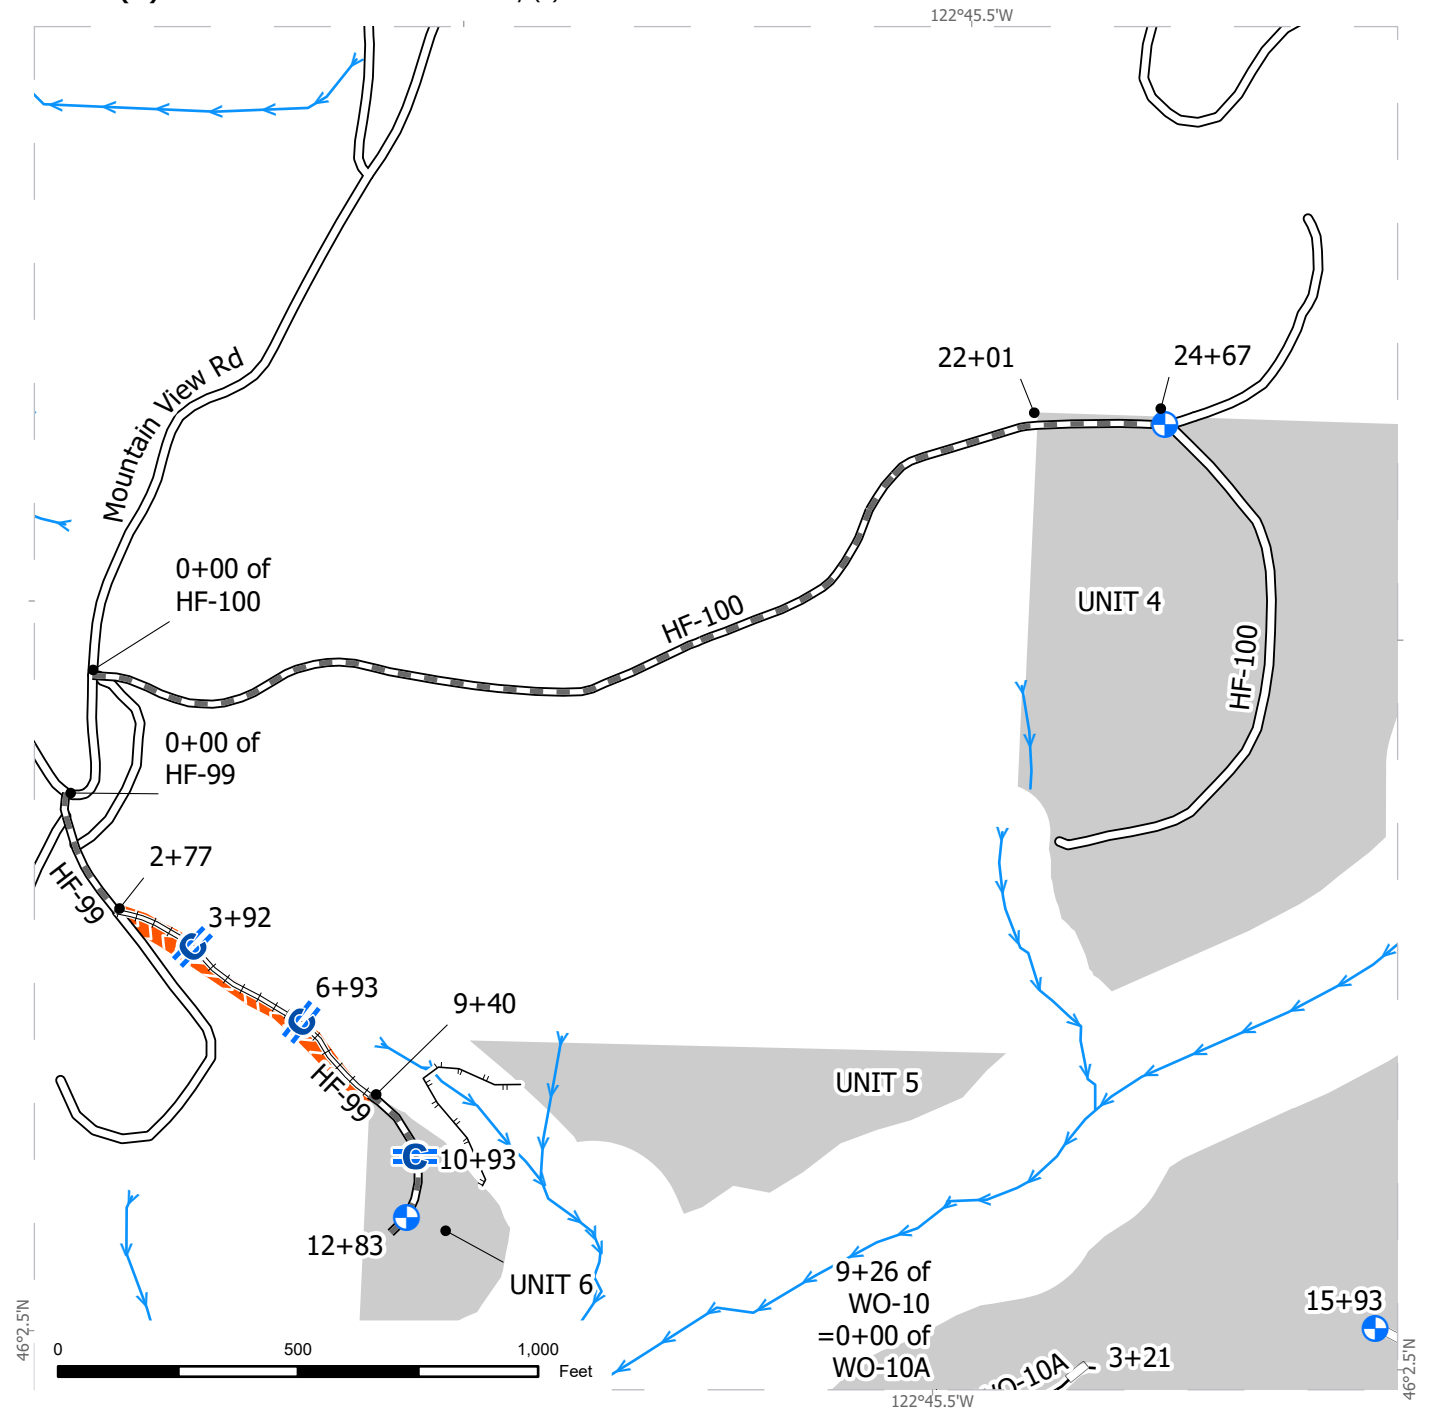 122°45.5'W
22+01
24+67
Mountain View Rd
0+00 of
HF-100
HF-100
UNIT 4
HF-100
0+00 of
HF-99
2+77
HF-99
3+92
6+93
9+40
HF-99
UNIT 5
C
C
C
10+93
12+83
UNIT 6
9+26 of
WO-10
=0+00 of
WO-10A
15+93
3+21
WO-10A
46°2.5'N
46°2.5'N
0 500 1,000
Feet
122°45.5'W